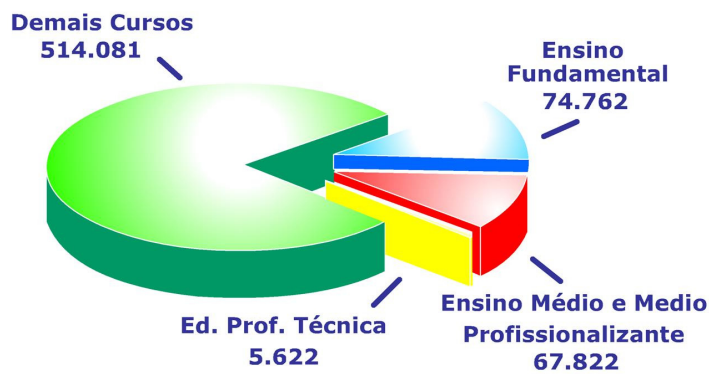 Demais Cursos
514.081
Ensino
Fundamental
74.762
Ed. Prof. Técnica
5.622
Ensino Médio e Medio
Profissionalizante
67.822